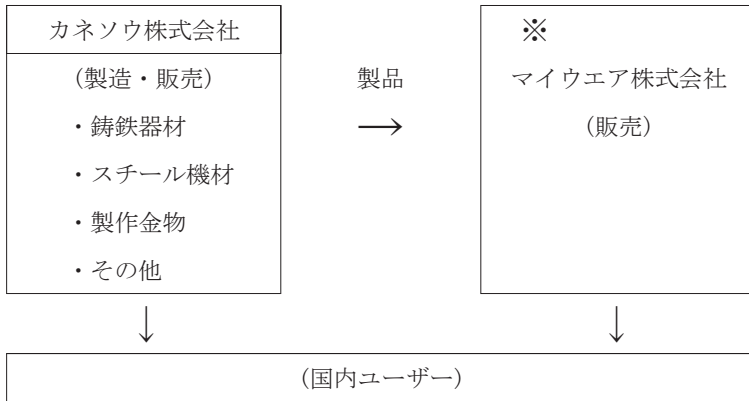 カネソウ株式会社
(製造・販売)
・鋳鉄器材
・スチール機材
・製作金物
・その他
製品
→
※
マイウエア株式会社
(販売)
↓
↓
(国内ユーザー)